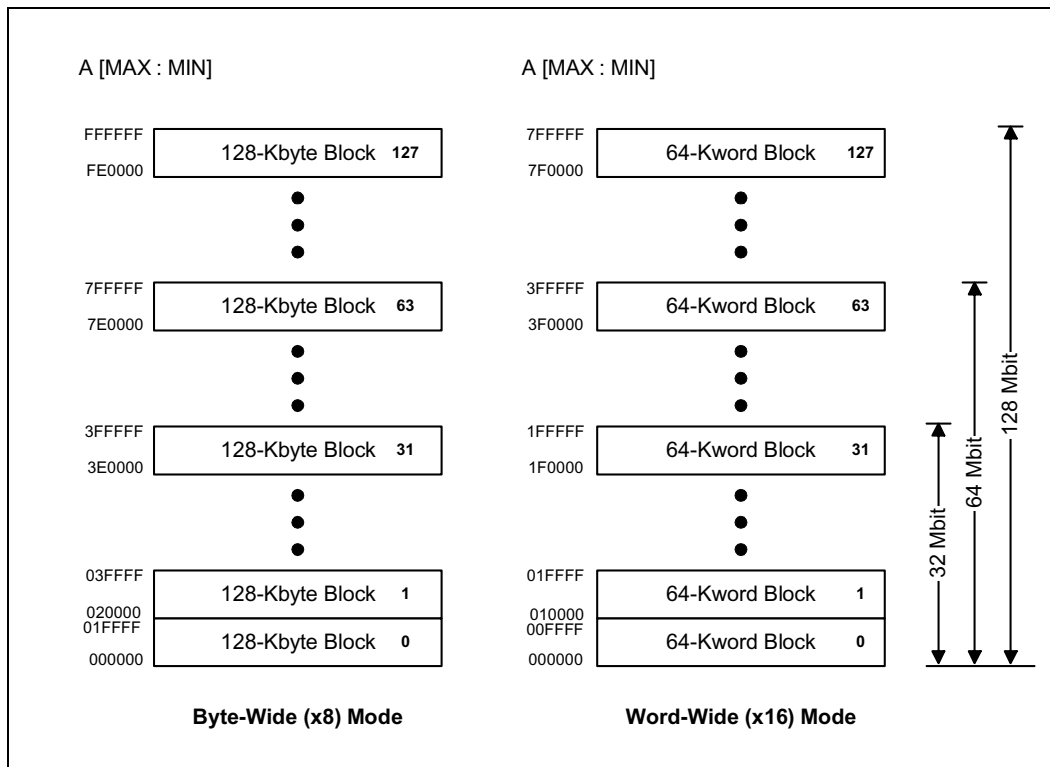 A [MAX : MIN]
A [MAX : MIN]
FFFFFF
128-Kbyte Block 127
FE0000
7FFFFF
64-Kword Block 127
7F0000
7FFFFF
128-Kbyte Block 63
7E0000
3FFFFF
64-Kword Block 63
3F0000
3FFFFF
128-Kbyte Block 31
3E0000
1FFFFF
64-Kword Block 31
1F0000
03FFFF
128-Kbyte Block 1
020000
01FFFF
128-Kbyte Block 0
000000
01FFFF
64-Kword Block 1
010000
00FFFF
64-Kword Block 0
000000
32 Mbit
64 Mbit
128 Mbit
Byte-Wide (x8) Mode
Word-Wide (x16) Mode